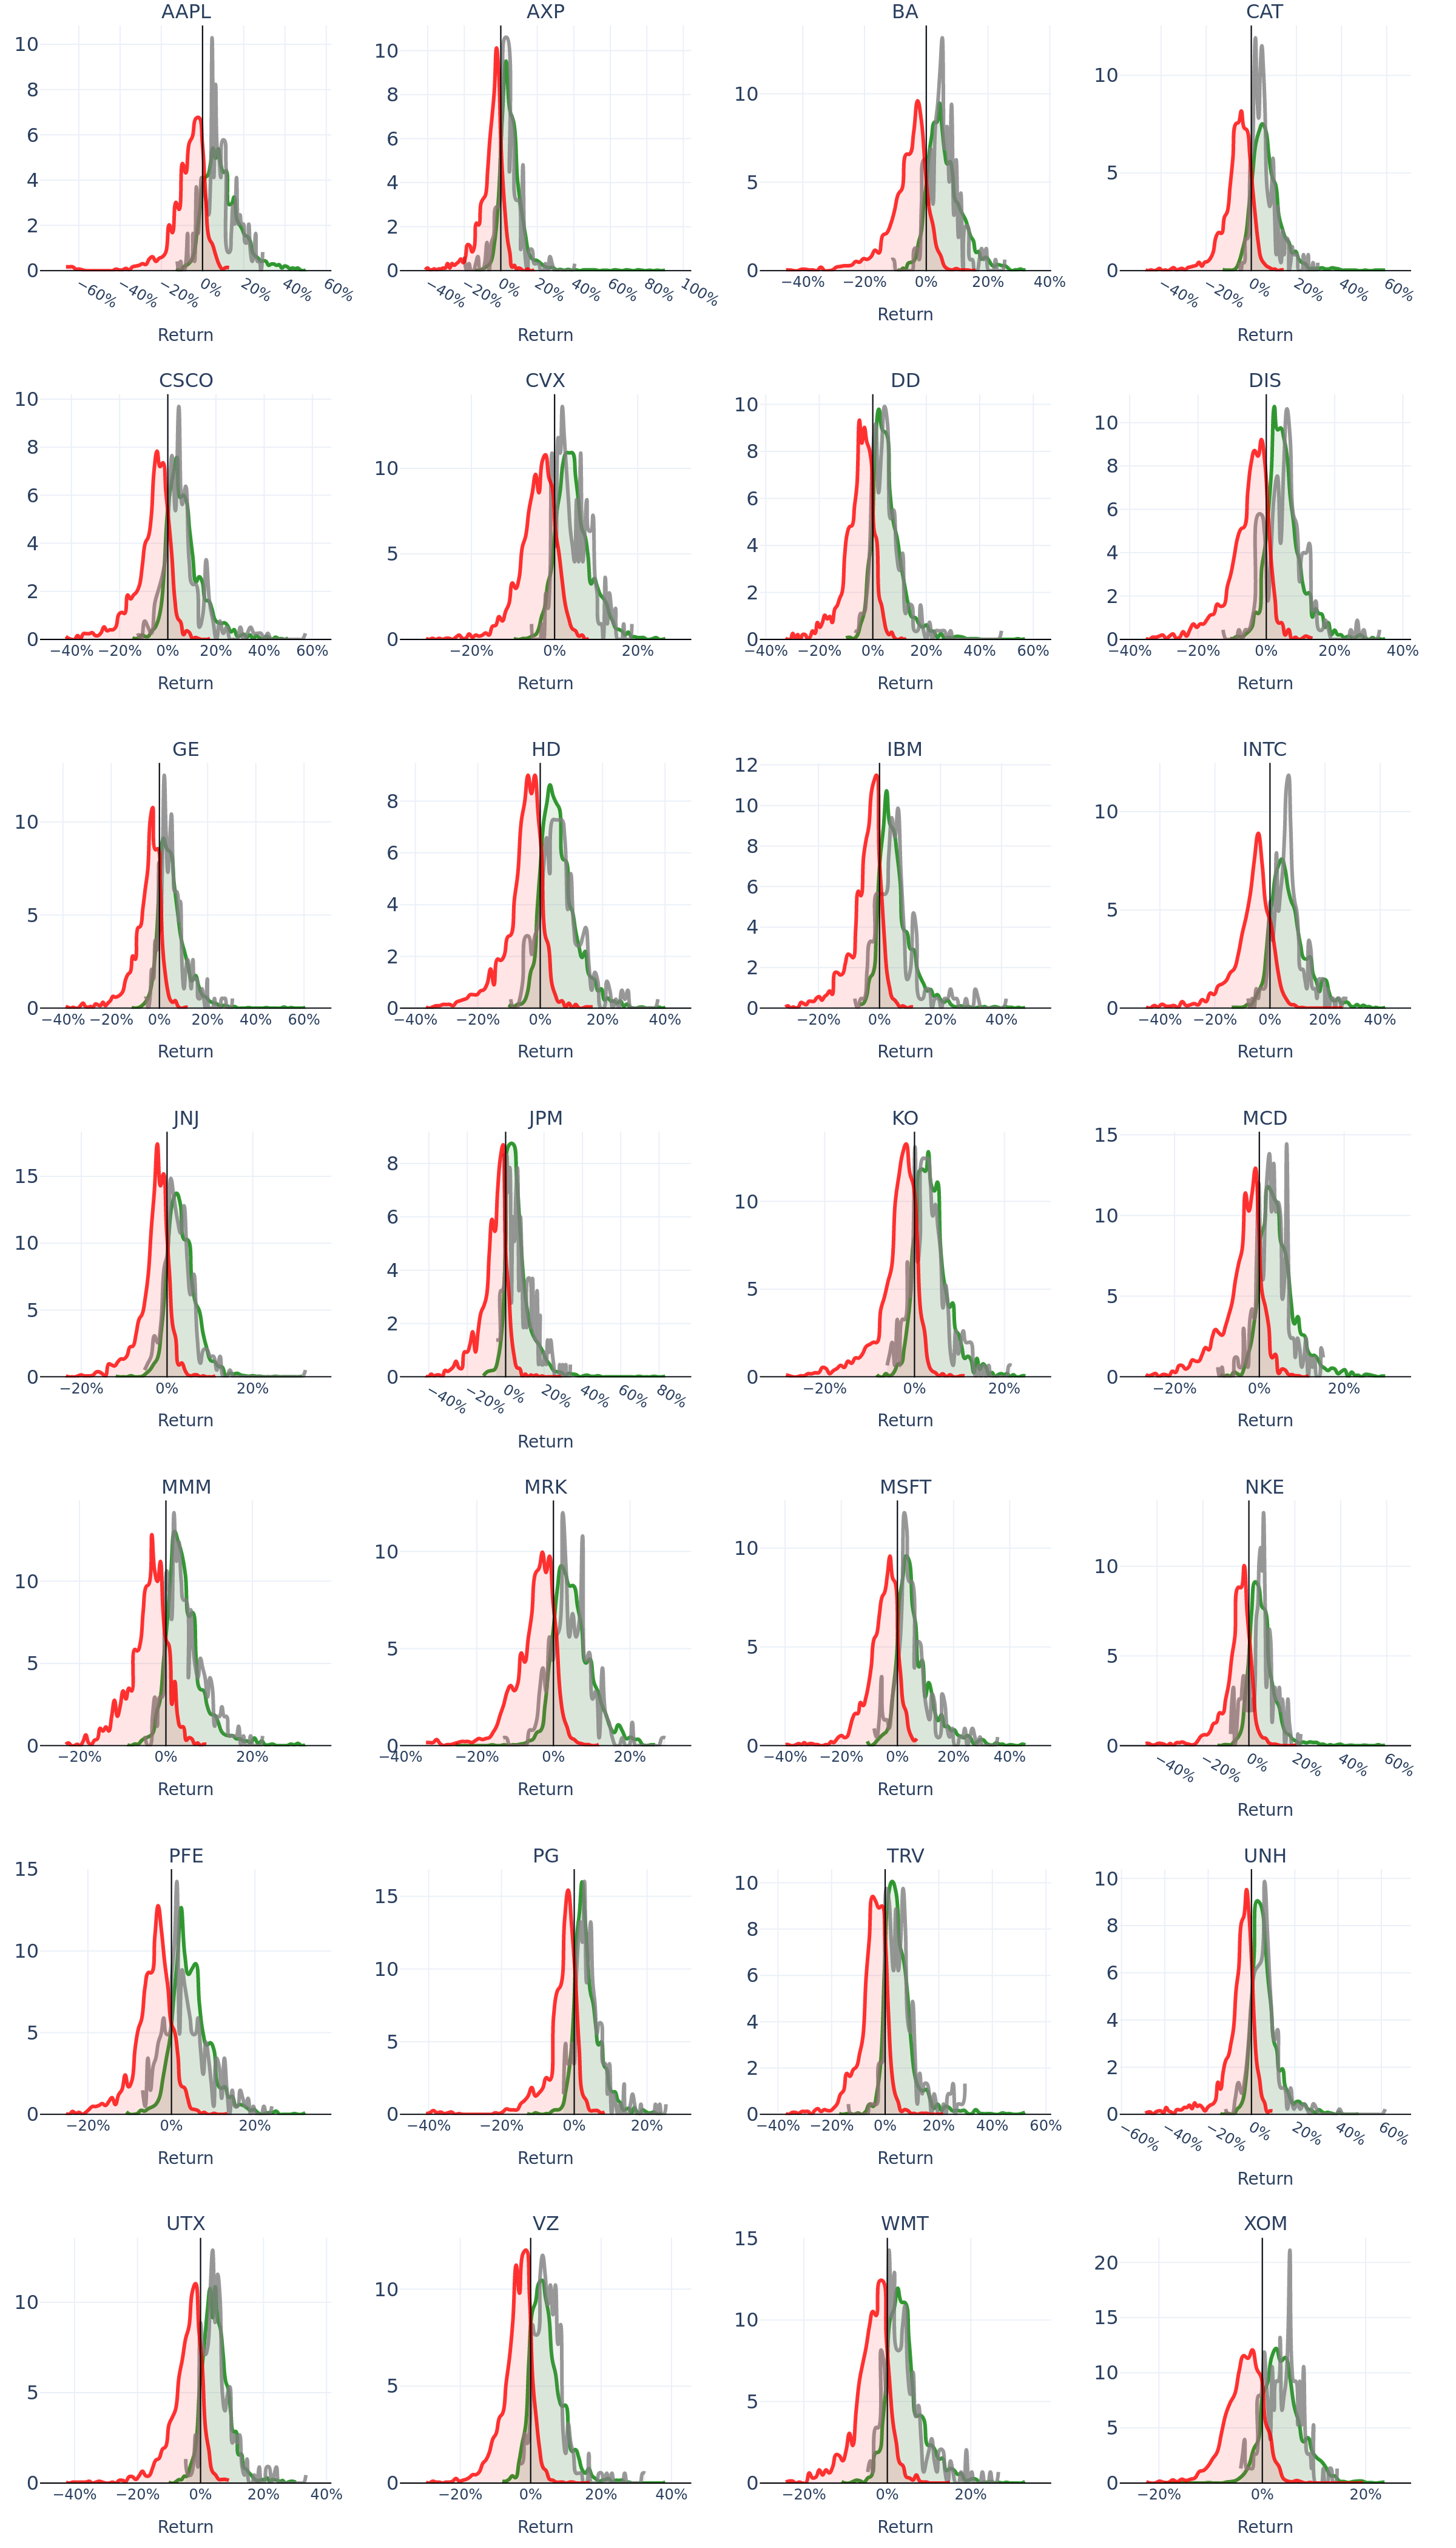 AAPL AXP BA CAT
10 8 6 4 2 0
10 8 6 4 2 0
10 5 0
10 5 0
−60% −40% −20% 0% 20% 40% 60%
−40% −20% 0% 20% 40% 60% 80% 100%
−40% −20% 0% 20% 40%
−40% −20% 0% 20% 40% 60%
Return Return Return Return
CSCO CVX DD DIS
10 8 6 4 2 0
10 5 0
10 8 6 4 2 0
10 8 6 4 2 0
−40% −20% 0% 20% 40% 60%
−20% 0% 20%
−40% −20% 0% 20% 40% 60%
−40% −20% 0% 20% 40%
Return Return Return Return
GE HD IBM INTC
10 5 0
8 6 4 2 0
12 10 8 6 4 2 0
10 5 0
−40% −20% 0% 20% 40% 60%
−40% −20% 0% 20% 40%
−20% 0% 20% 40%
−40% −20% 0% 20% 40%
Return Return Return Return
JNJ JPM KO MCD
15 10 5 0
8 6 4 2 0
10 5 0
15 10 5 0
−20% 0% 20%
−40% −20% 0% 20% 40% 60% 80%
−20% 0% 20%
−20% 0% 20%
Return Return Return Return
MMM MRK MSFT NKE
10 5 0
10 5 0
10 5 0
10 5 0
−20% 0% 20%
−40% −20% 0% 20%
−40% −20% 0% 20% 40%
−40% −20% 0% 20% 40% 60%
Return Return Return Return
PFE PG TRV UNH
15 10 5 0
15 10 5 0
10 8 6 4 2 0
10 8 6 4 2 0
−20% 0% 20%
−40% −20% 0% 20%
−40% −20% 0% 20% 40% 60%
−60% −40% −20% 0% 20% 40% 60%
Return Return Return Return
UTX VZ WMT XOM
10 5 0
10 5 0
15 10 5 0
20 15 10 5 0
−40% −20% 0% 20% 40%
−20% 0% 20% 40%
−20% 0% 20%
−20% 0% 20%
Return Return Return Return